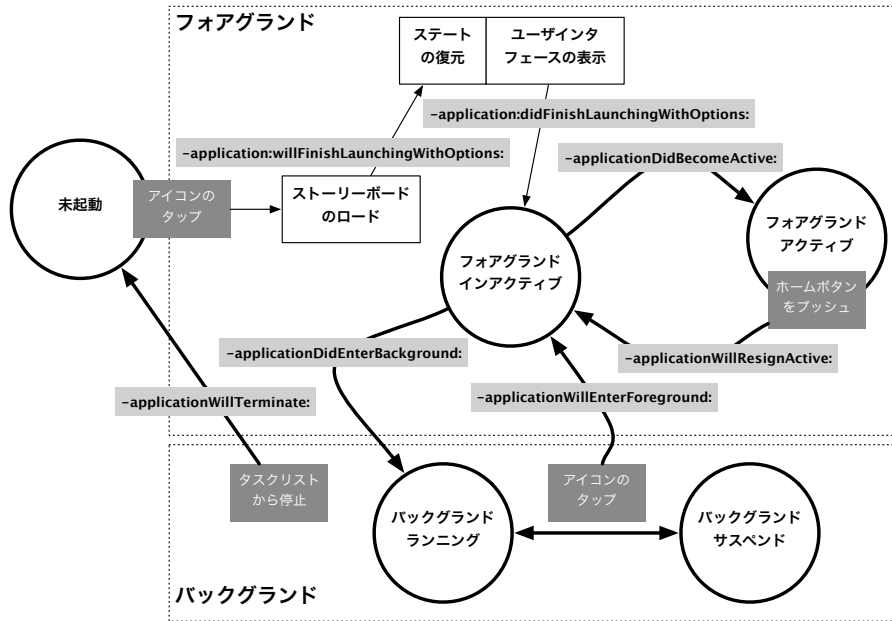 フォアグランド
ステート
の復元
ユーザインタ
フェースの表示
-application:didFinishLaunchingWithOptions:
-application:willFinishLaunchingWithOptions:
-applicationDidBecomeActive:
未起動
アイコンの
タップ
ストーリーボード
のロード
フォアグランド
インアクティブ
フォアグランド
アクティブ
ホームボタン
をプッシュ
-applicationDidEnterBackground:
-applicationWillResignActive:
-applicationWillTerminate:
-applicationWillEnterForeground:
タスクリスト
から停止
アイコンの
タップ
バックグランド
ランニング
バックグランド
サスペンド
バックグランド